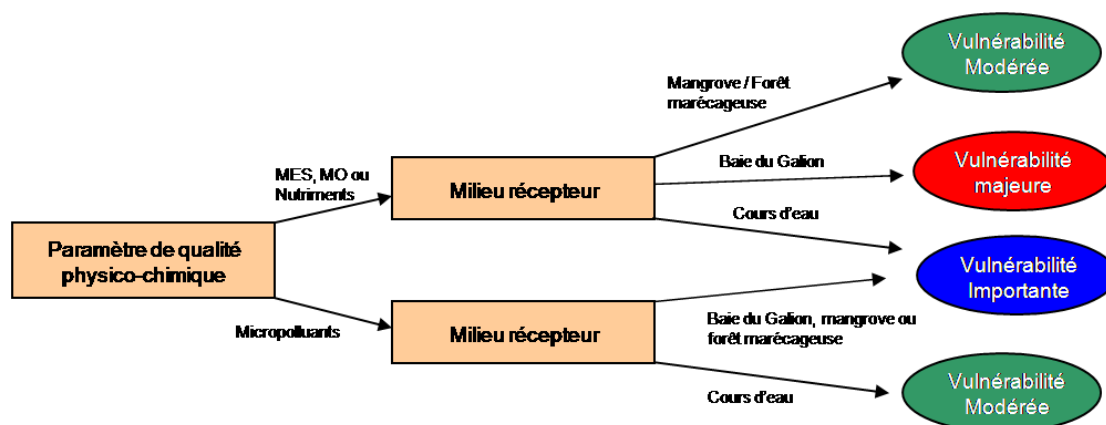 Paramètre de qualité
physico-chimique
MES, MO ou
Nutriments
Micropolluants
Milieu récepteur
Milieu récepteur
Mangrove / Forêt
marécageuse
Baie du Galion
Cours d'eau
Baie du Galion, mangrove ou
forêt marécageuse
Cours d'eau
Vulnérabilité
Modérée
Vulnérabilité
majeure
Vulnérabilité
Importante
Vulnérabilité
Modérée